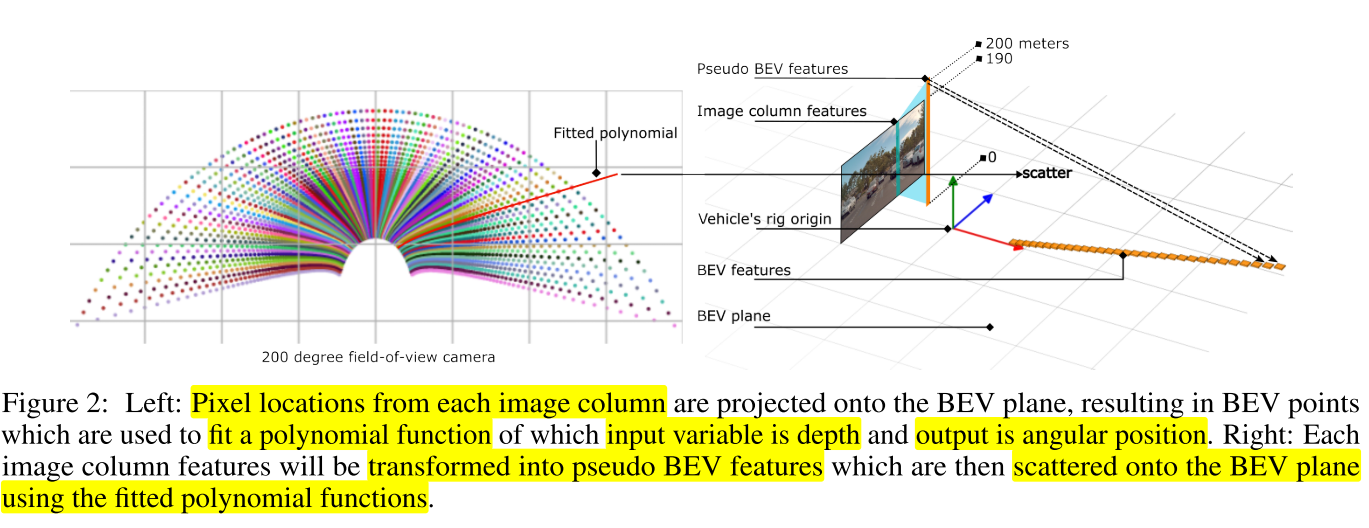 Fitted polynomial
200 degree field-of-view camera
200 meters
190
Pseudo BEV features
Image column features
0
scatter
Vehicle's rig origin
BEV features
BEV plane
Figure 2: Left: Pixel locations from each image column are projected onto the BEV plane, resulting in BEV points
which are used to fit a polynomial function of which input variable is depth and output is angular position. Right: Each
image column features will be transformed into pseudo BEV features which are then scattered onto the BEV plane
using the fitted polynomial functions.